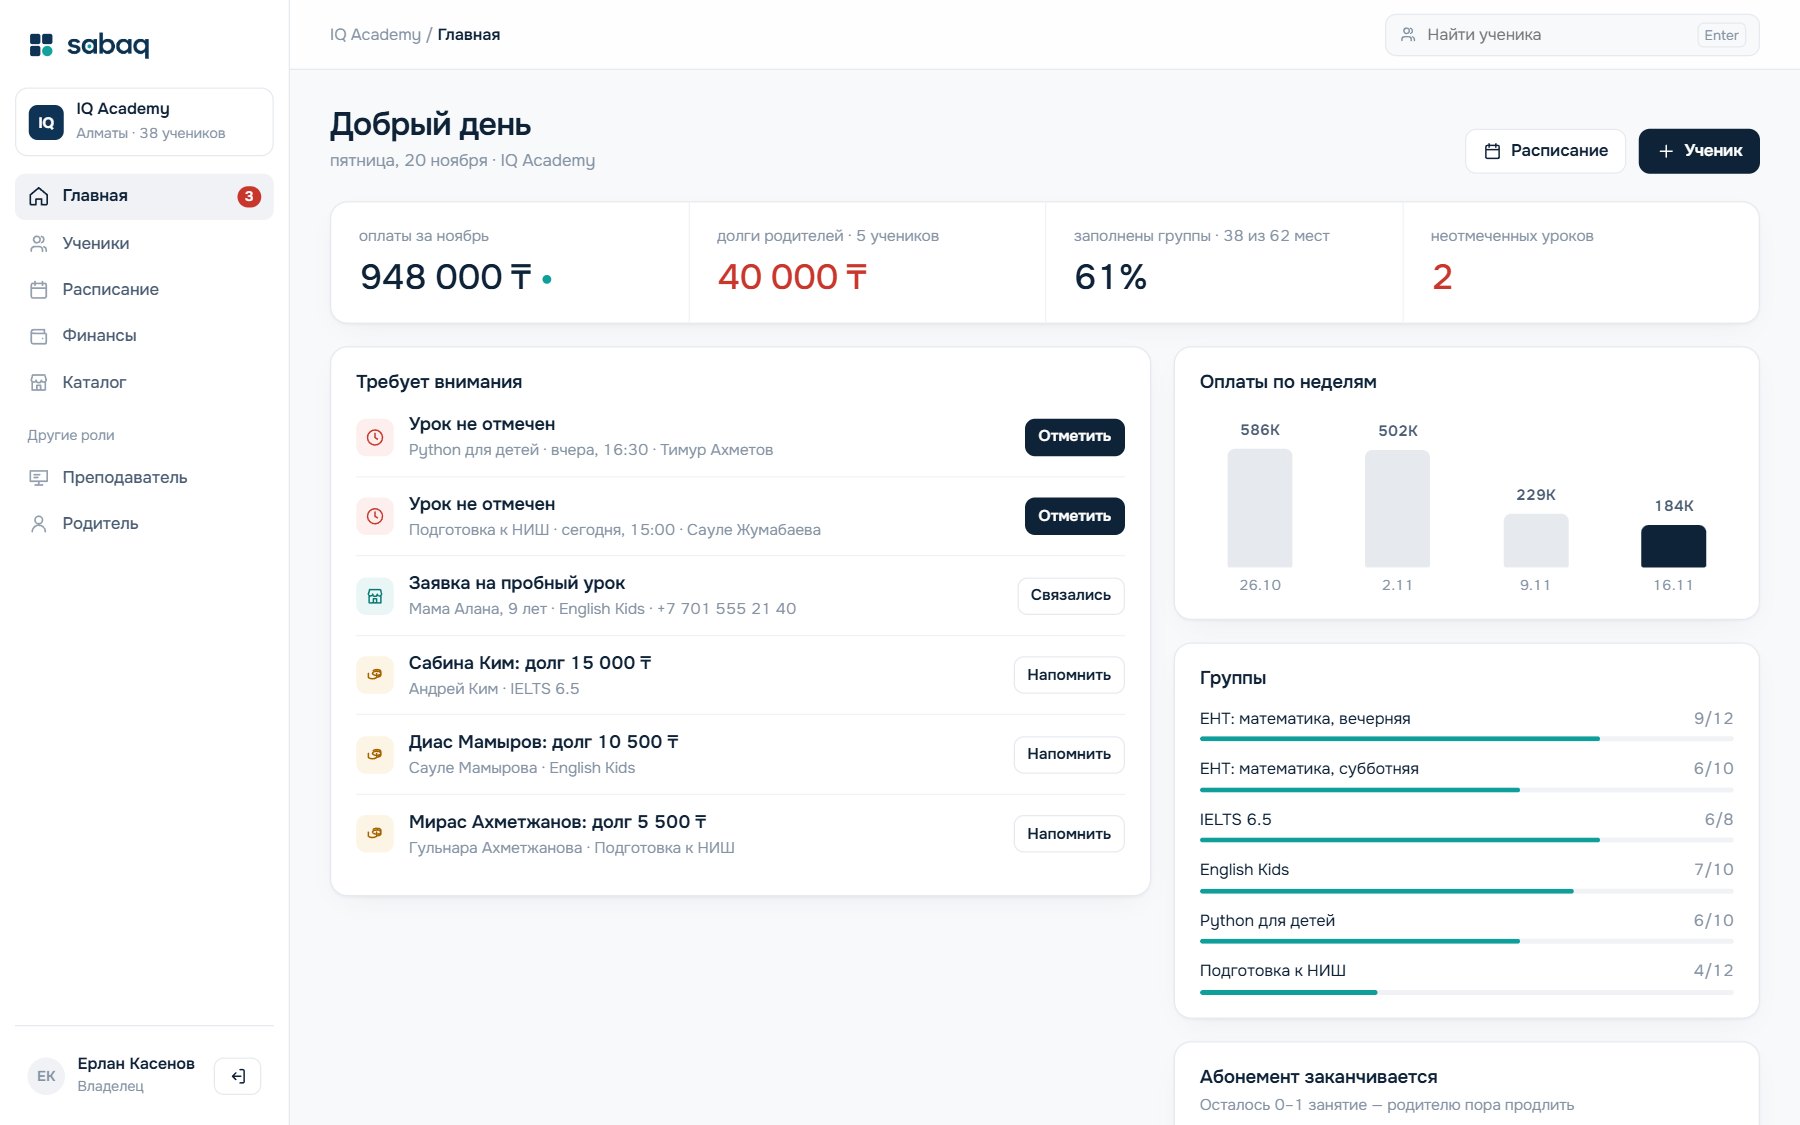 sabaq
IQ
IQ Academy
Алматы · 38 учеников
Главная
3
Ученики
Расписание
Финансы
Каталог
Другие роли
Преподаватель
Родитель
ЕК
Ерлан Касенов
Владелец
IQ Academy / Главная
Найти ученика
Enter
Добрый день
пятница, 20 ноября · IQ Academy
Расписание
+ Ученик
оплаты за ноябрь
948 000 ₸
долги родителей · 5 учеников
40 000 ₸
заполнены группы · 38 из 62 мест
61%
неотмеченных уроков
2
Требует внимания
Урок не отмечен
Python для детей · вчера, 16:30 · Тимур Ахметов
Отметить
Урок не отмечен
Подготовка к НИШ · сегодня, 15:00 · Сауле Жумабаева
Отметить
Заявка на пробный урок
Мама Алана, 9 лет · English Kids · +7 701 555 21 40
Связались
Сабина Ким: долг 15 000 ₸
Андрей Ким · IELTS 6.5
Напомнить
Диас Мамыров: долг 10 500 ₸
Сауле Мамырова · English Kids
Напомнить
Мирас Ахметжанов: долг 5 500 ₸
Гульнара Ахметжанова · Подготовка к НИШ
Напомнить
Оплаты по неделям
586K 502K 229K 184K
26.10 2.11 9.11 16.11
Группы
ЕНТ: математика, вечерняя 9/12
ЕНТ: математика, субботняя 6/10
IELTS 6.5 6/8
English Kids 7/10
Python для детей 6/10
Подготовка к НИШ 4/12
Абонемент заканчивается
Осталось 0–1 занятие — родителю пора продлить